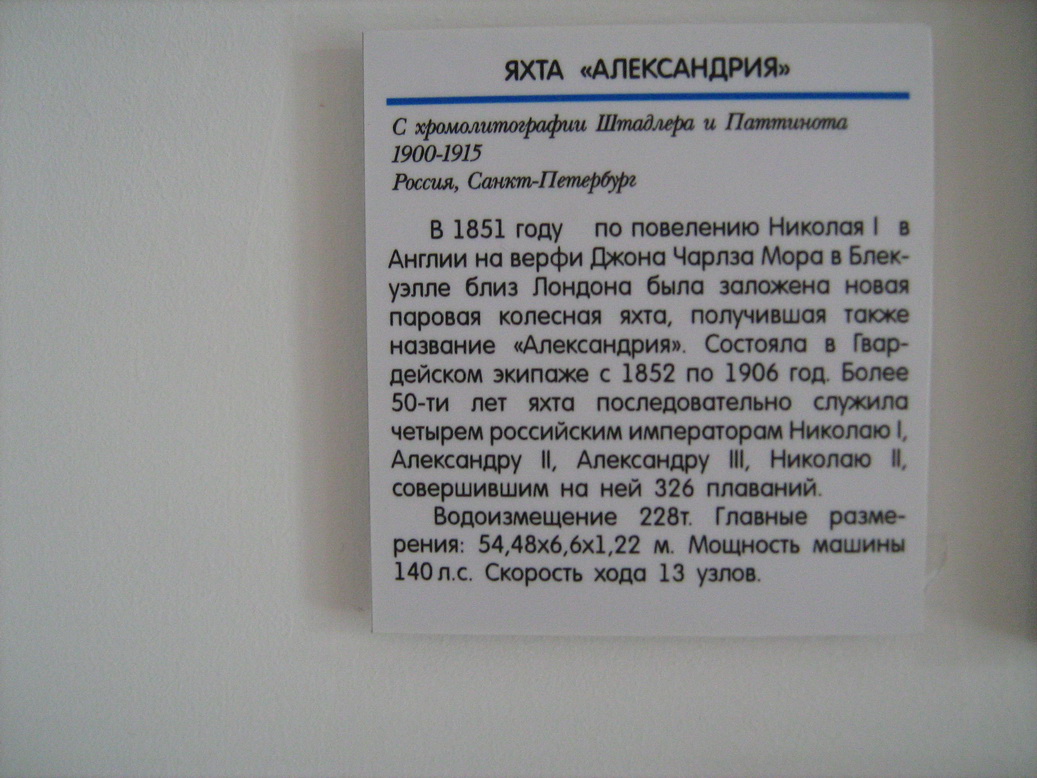 ЯХТА «АЛЕКСАНДРИЯ»
С хромолитографии Штадлера и Паттинота
1900-1915
Россия, Санкт-Петербург
В 1851 году по повелению Николая I в
Англии на верфи Джона Чарлза Мора в Блек-
уэлле близ Лондона была заложена новая
паровая колесная яхта, получившая также
название «Александрия». Состояла в Гвар-
дейском экипаже с 1852 по 1906 год. Более
50-ти лет яхта последовательно служила
четырем российским императорам Николаю I,
Александру II, Александру III, Николаю II,
совершившим на ней 326 плаваний.
Водоизмещение 228т. Главные разме-
рения: 54,48х6,6х1,22 м. Мощность машины
140 л.с. Скорость хода 13 узлов.